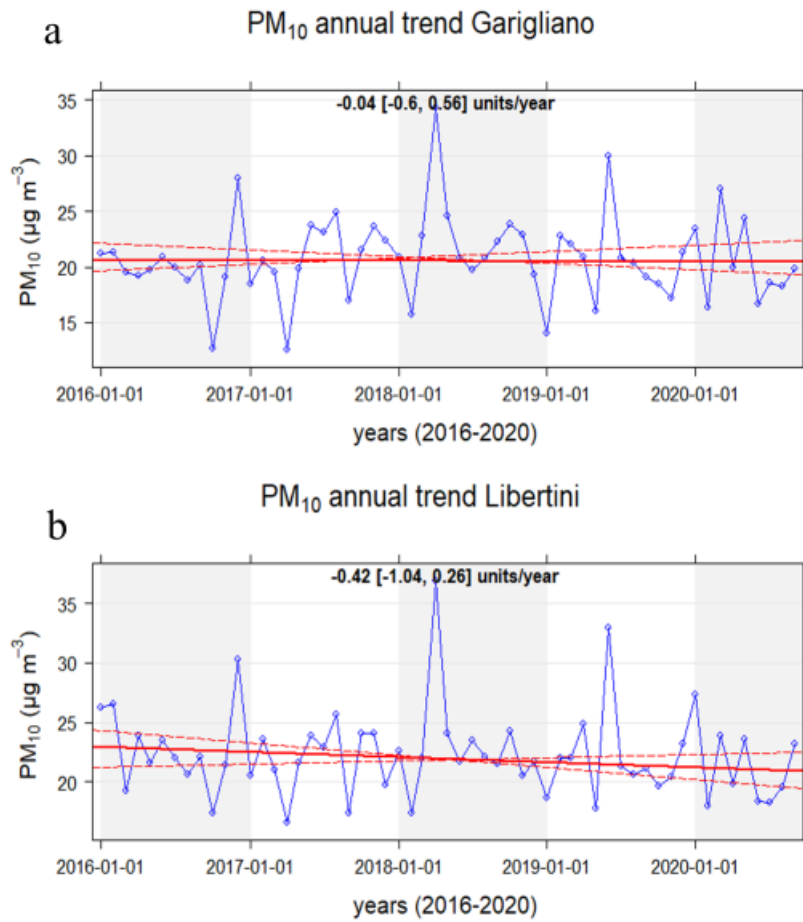 a
PM₁₀ annual trend Garigliano
-0.04 [-0.6, 0.56] units/year
PM₁₀ (µg m⁻³)
35
30
25
20
15
2016-01-01 2017-01-01 2018-01-01 2019-01-01 2020-01-01
years (2016-2020)
PM₁₀ annual trend Libertini
b
-0.42 [-1.04, 0.26] units/year
PM₁₀ (µg m⁻³)
35
30
25
20
2016-01-01 2017-01-01 2018-01-01 2019-01-01 2020-01-01
years (2016-2020)